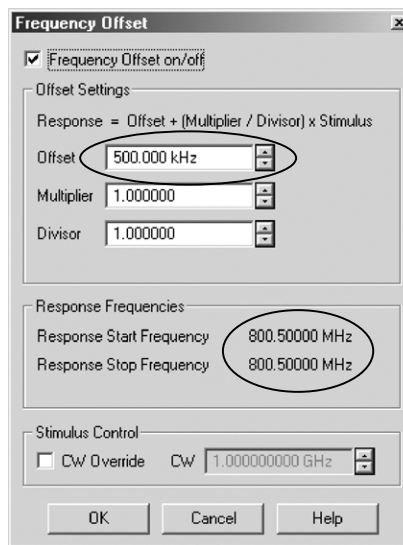 Frequency Offset
Frequency Offset on/off
Offset Settings
Response = Offset + (Multiplier / Divisor) x Stimulus
Offset 500.000 kHz
Multiplier 1.000000
Divisor 1.000000
Response Frequencies
Response Start Frequency 800.50000 MHz
Response Stop Frequency 800.50000 MHz
Stimulus Control
CW Override CW 1.000000000 GHz
OK Cancel Help